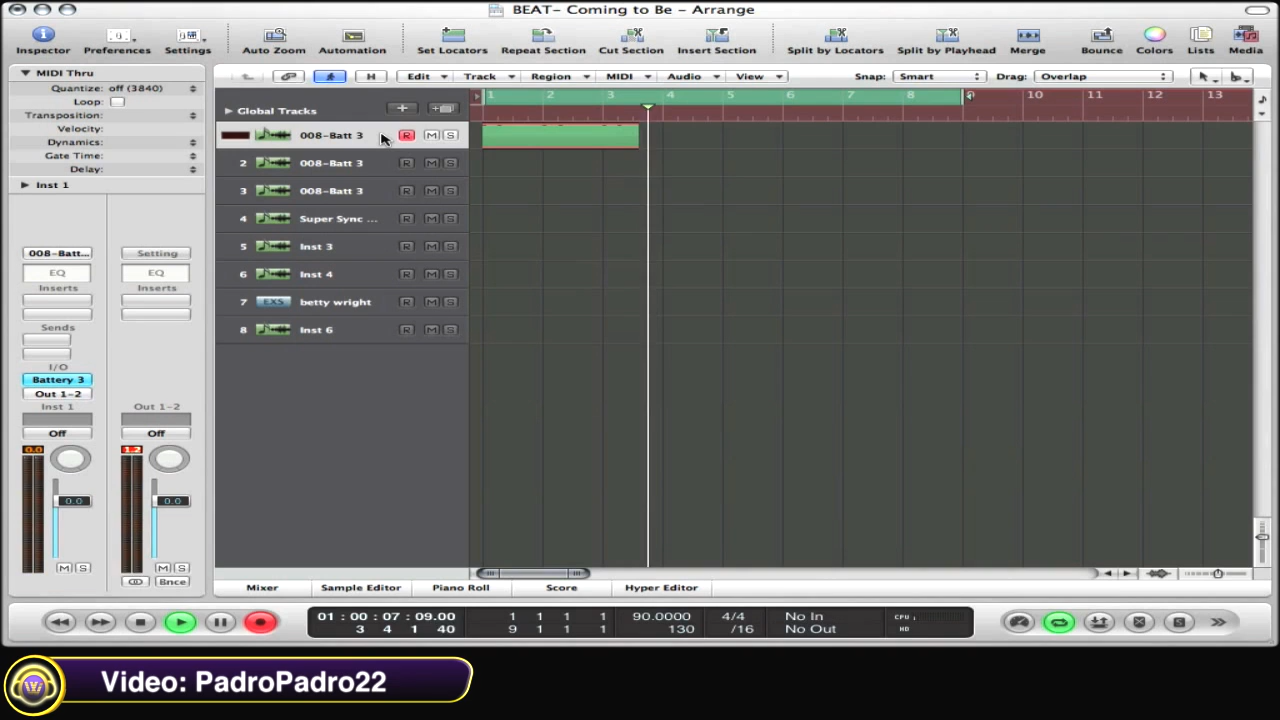 BEAT- Coming to Be - Arrange
Inspector Preferences Settings Auto Zoom Automation Set Locators Repeat Section Cut Section Insert Section Split by Locators Split by Playhead Merge Bounce Colors Lists Media
MIDI Thru
H Edit Track Region MIDI Audio View Snap: Smart Drag: Overlap
Quantize: off (3840)
Loop:
Transposition:
Velocity:
Dynamics:
Gate Time:
Delay:
Inst 1
Global Tracks
1 2 3 4 5 6 7 8 9 10 11 12 13
008-Batt 3 R M S
2 008-Batt 3 R M S
3 008-Batt 3 R M S
4 Super Sync ... R M S
5 Inst 3 R M S
6 Inst 4 R M S
7 EXS betty wright R M S
8 Inst 6 R M S
008-Batt... Setting
EQ EQ
Inserts Inserts
Sends
I/O
Battery 3
Out 1-2
Inst 1 Out 1-2
Off Off
0.0 1.2
0.0 0.0
M S M S
Bnce
Mixer Sample Editor Piano Roll Score Hyper Editor
01 : 00 : 07 : 09.00 1 1 1 1 90.0000 4/4 No In CPU
3 4 1 40 9 1 1 1 130 /16 No Out HD
Video: PadroPadro22